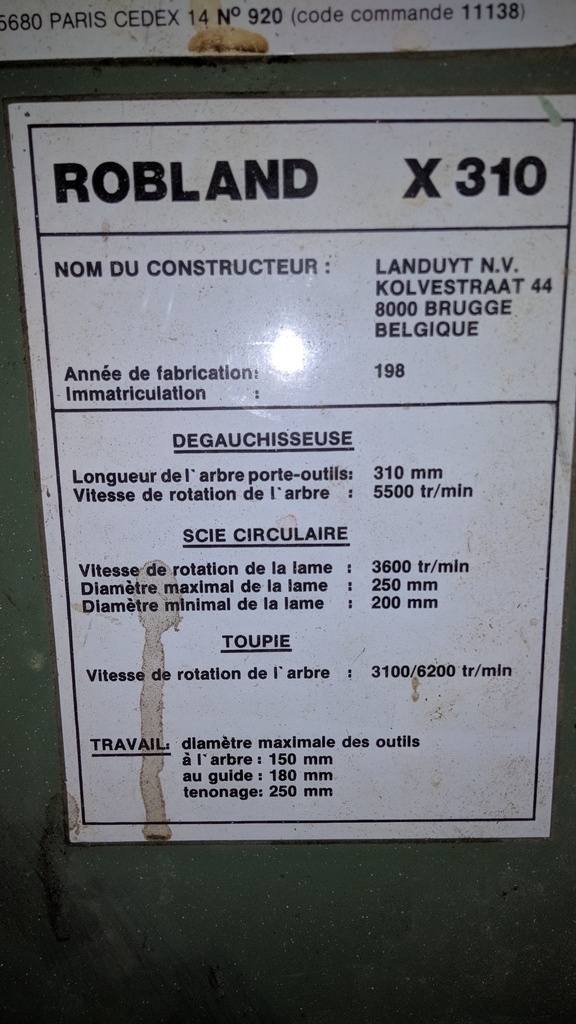 5680 PARIS CEDEX 14 Nº 920 (code commande 11138)
ROBLAND X 310
NOM DU CONSTRUCTEUR : LANDUYT N.V.
KOLVESTRAAT 44
8000 BRUGGE
BELGIQUE
Année de fabrication: 198
Immatriculation :
DEGAUCHISSEUSE
Longueur de l`arbre porte-outils: 310 mm
Vitesse de rotation de l`arbre : 5500 tr/min
SCIE CIRCULAIRE
Vitesse de rotation de la lame : 3600 tr/min
Diamètre maximal de la lame : 250 mm
Diamètre minimal de la lame : 200 mm
TOUPIE
Vitesse de rotation de l`arbre : 3100/6200 tr/min
TRAVAIL: diamètre maximale des outils
à l`arbre : 150 mm
au guide : 180 mm
tenonage: 250 mm